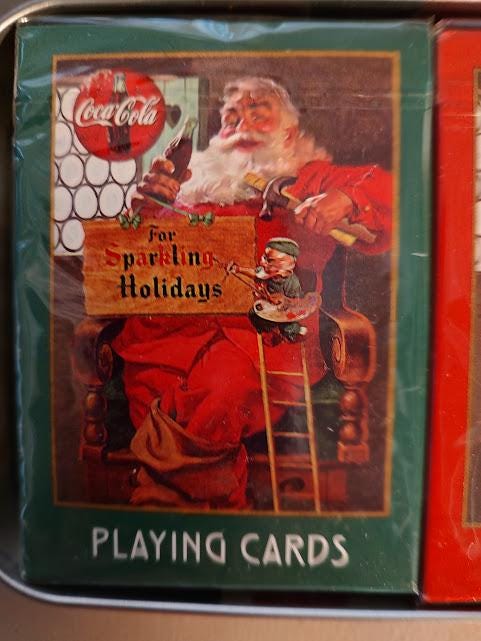 Coca-Cola
For
Sparkling
Holidays
PLAYING CARDS